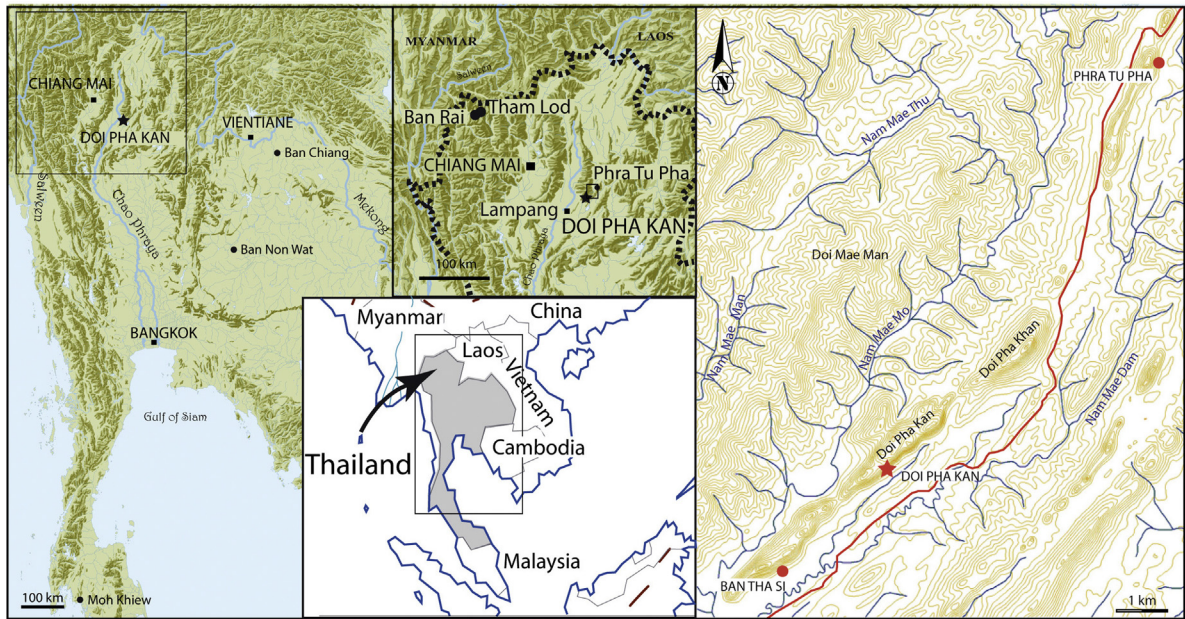 CHIANG MAI
DOI PHA KAN
VIENTIANE
Ban Chiang
Salween
Chao Phraya
Mekong
Ban Non Wat
BANGKOK
Gulf of Siam
100 km
Moh Khiew
MYANMAR
LAOS
Salween
Tham Lod
Ban Rai
CHIANG MAI
Phra Tu Pha
Lampang
DOI PHA KAN
100 km
Chao Phraya
Myanmar
China
Laos
Vietnam
Cambodia
Thailand
Malaysia
N
PHRA TU PHA
Nam Mae Thu
Doi Mae Man
Nam Mae Man
Nam Mae Mo
Doi Pha Khan
Nam Mae Dam
Doi Pha Kan
DOI PHA KAN
BAN THA SI
1 km